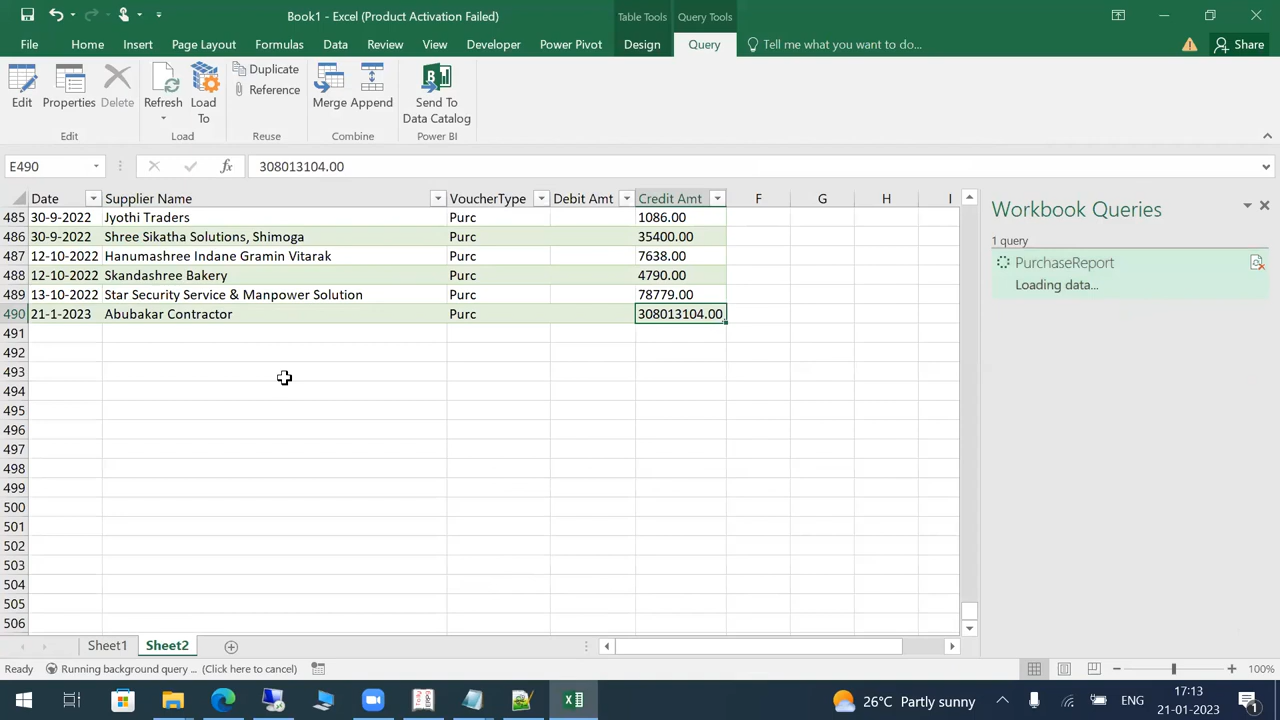 Book1 - Excel (Product Activation Failed)
Table Tools
Query Tools
File
Home
Insert
Page Layout
Formulas
Data
Review
View
Developer
Power Pivot
Design
Query
Tell me what you want to do...
Share
Edit
Properties
Delete
Refresh
Load To
Duplicate
Reference
Merge
Append
Send To Data Catalog
Edit
Load
Reuse
Combine
Power BI
E490
fx
308013104.00
Date Supplier Name VoucherType Debit Amt Credit Amt F G H I
485 30-9-2022 Jyothi Traders Purc 1086.00
486 30-9-2022 Shree Sikatha Solutions, Shimoga Purc 35400.00
487 12-10-2022 Hanumashree Indane Gramin Vitarak Purc 7638.00
488 12-10-2022 Skandashree Bakery Purc 4790.00
489 13-10-2022 Star Security Service & Manpower Solution Purc 78779.00
490 21-1-2023 Abubakar Contractor Purc 308013104.00
491
492
493
494
495
496
497
498
499
500
501
502
503
504
505
506
Workbook Queries
1 query
PurchaseReport
Loading data...
Sheet1
Sheet2
Ready
Running background query ... (Click here to cancel)
100%
26°C Partly sunny
ENG
17:13
21-01-2023
1